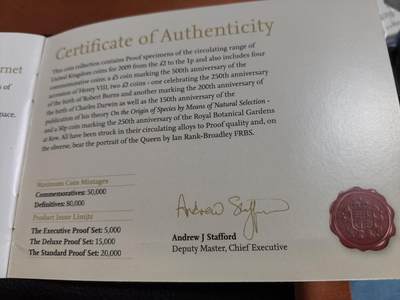 Certificate of Authenticity
This coin collection contains Proof specimens of the circulating range of
United Kingdom coins for 2009 from the £2 to the 1p and also includes four
commemorative coins: a £5 coin marking the 500th anniversary of the
accession of Henry VIII, two £2 coins - one celebrating the 250th anniversary
of the birth of Robert Burns and another marking the 200th anniversary of
the birth of Charles Darwin as well as the 150th anniversary of the
publication of his theory On the Origin of Species by Means of Natural Selection -
and a 50p coin marking the 250th anniversary of the Royal Botanical Gardens
at Kew. All have been struck in their circulating alloys to Proof quality and, on
the obverse, bear the portrait of the Queen by Ian Rank-Broadley FRBS.
Maximum Coin Mintages
Commemoratives: 50,000
Definitives: 80,000
Product Issue Limits
The Executive Proof Set: 5,000
The Deluxe Proof Set: 15,000
The Standard Proof Set: 20,000
Andrew Stafford
Andrew J Stafford
Deputy Master, Chief Executive
ernet
s of